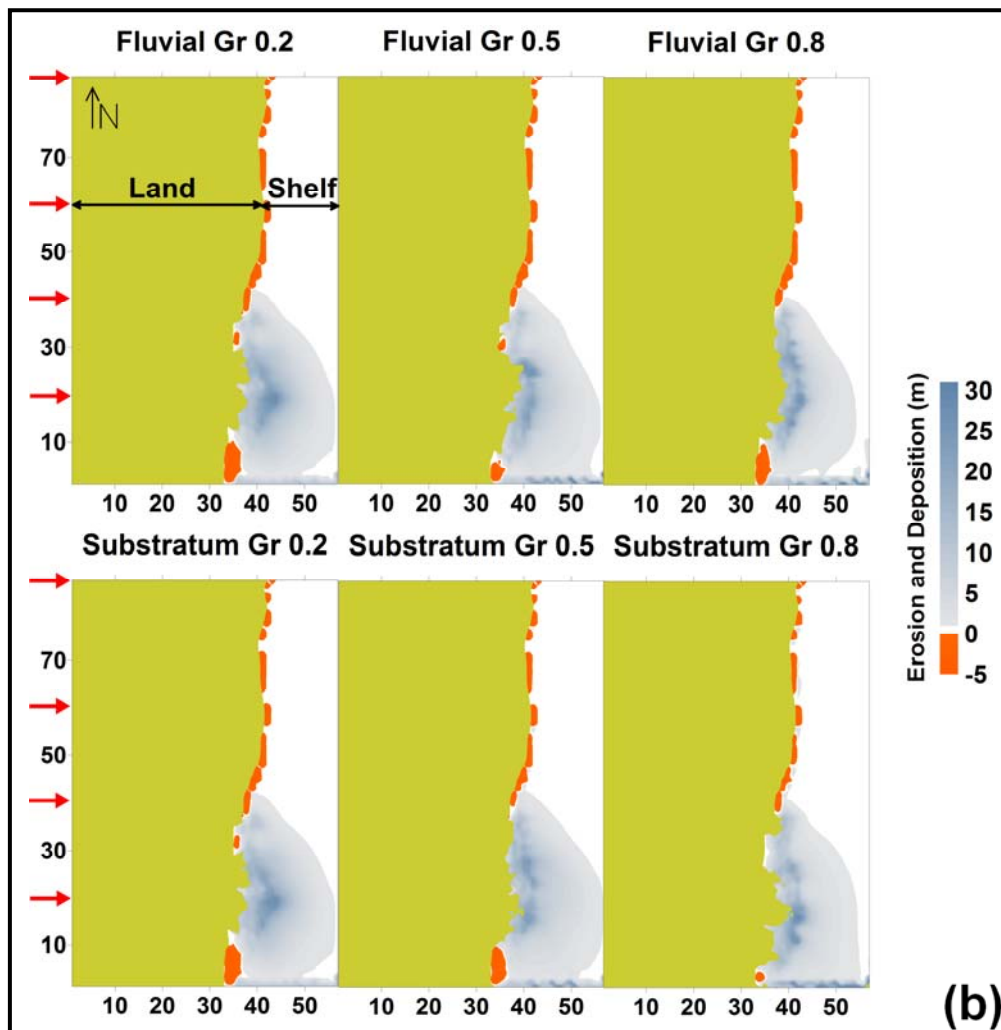 Fluvial Gr 0.2 Fluvial Gr 0.5 Fluvial Gr 0.8
N
70
Land Shelf
50
30
10
10 20 30 40 50 10 20 30 40 50 10 20 30 40 50
Substratum Gr 0.2 Substratum Gr 0.5 Substratum Gr 0.8
70
50
30
10
10 20 30 40 50 10 20 30 40 50 10 20 30 40 50
Erosion and Deposition (m)
30
25
20
15
10
5
0
-5
(b)